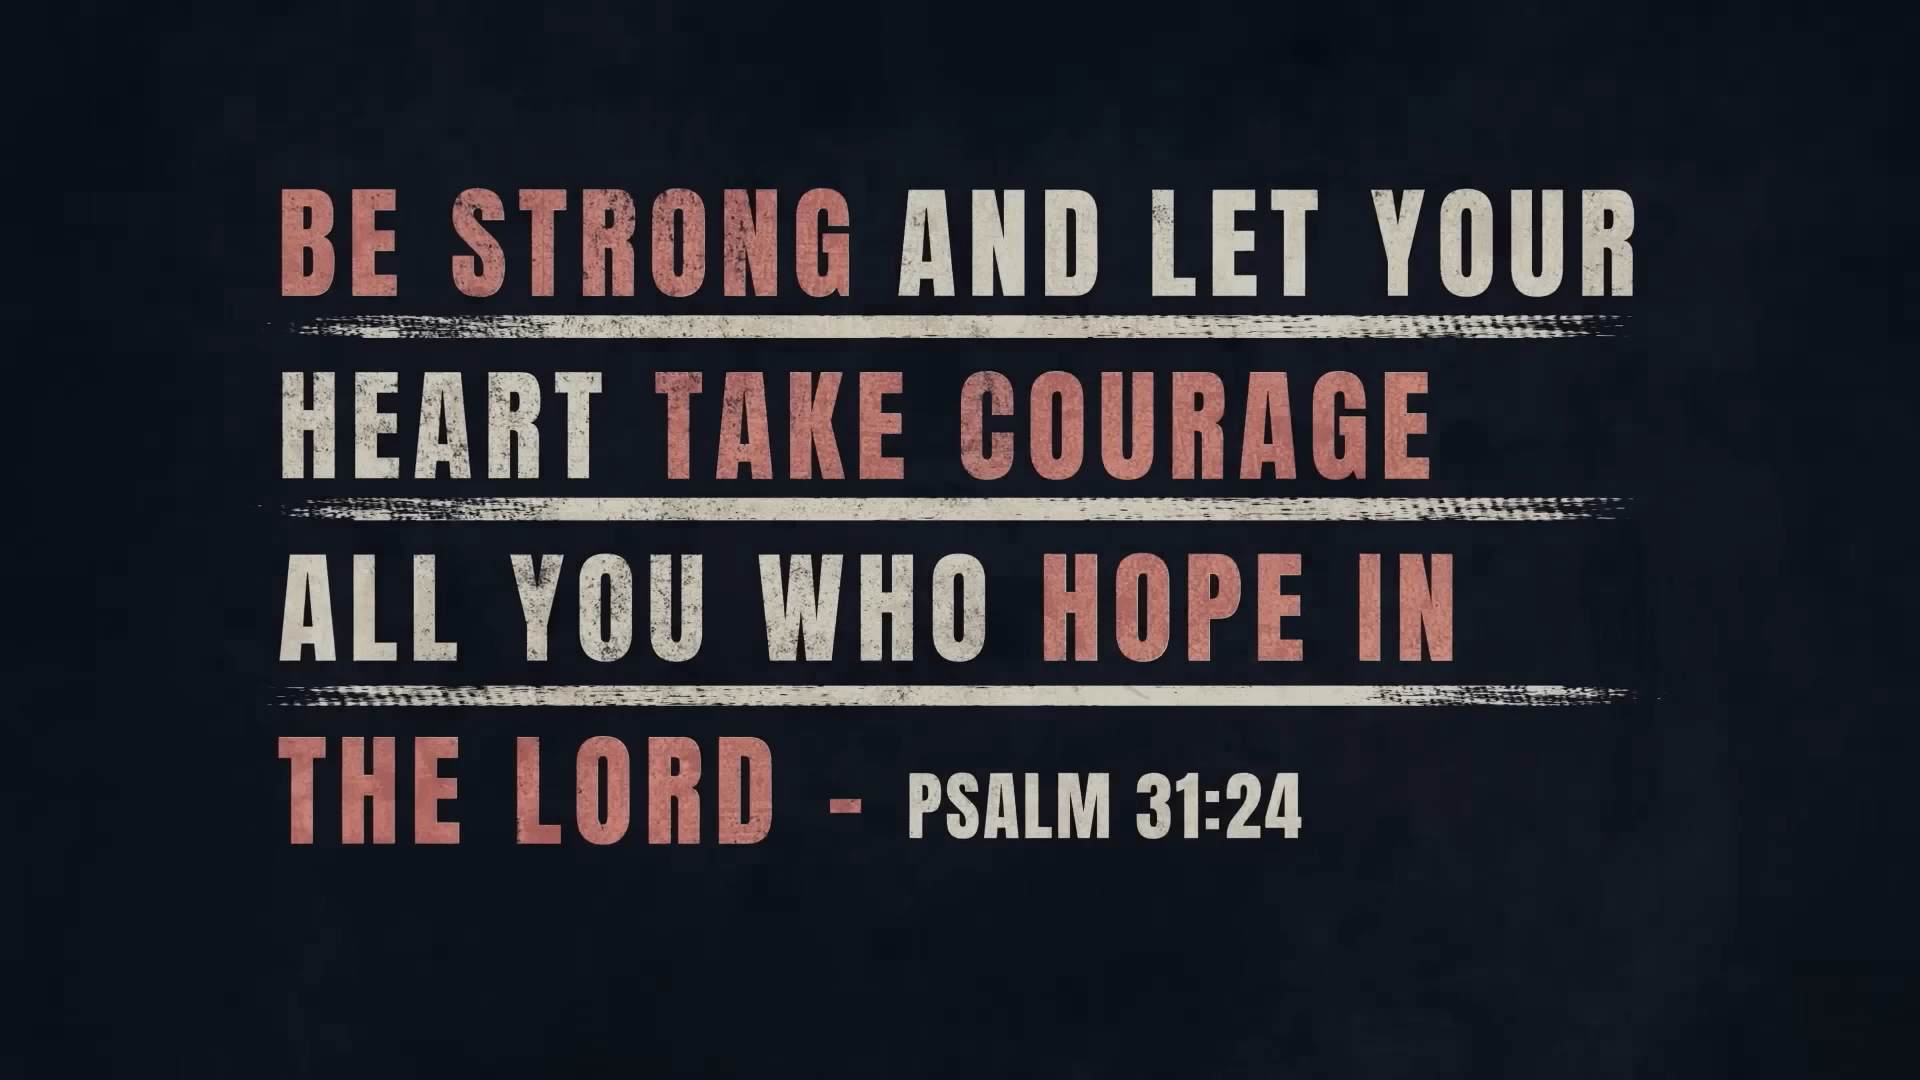 BE STRONG AND LET YOUR
HEART TAKE COURAGE
ALL YOU WHO HOPE IN
THE LORD - PSALM 31:24